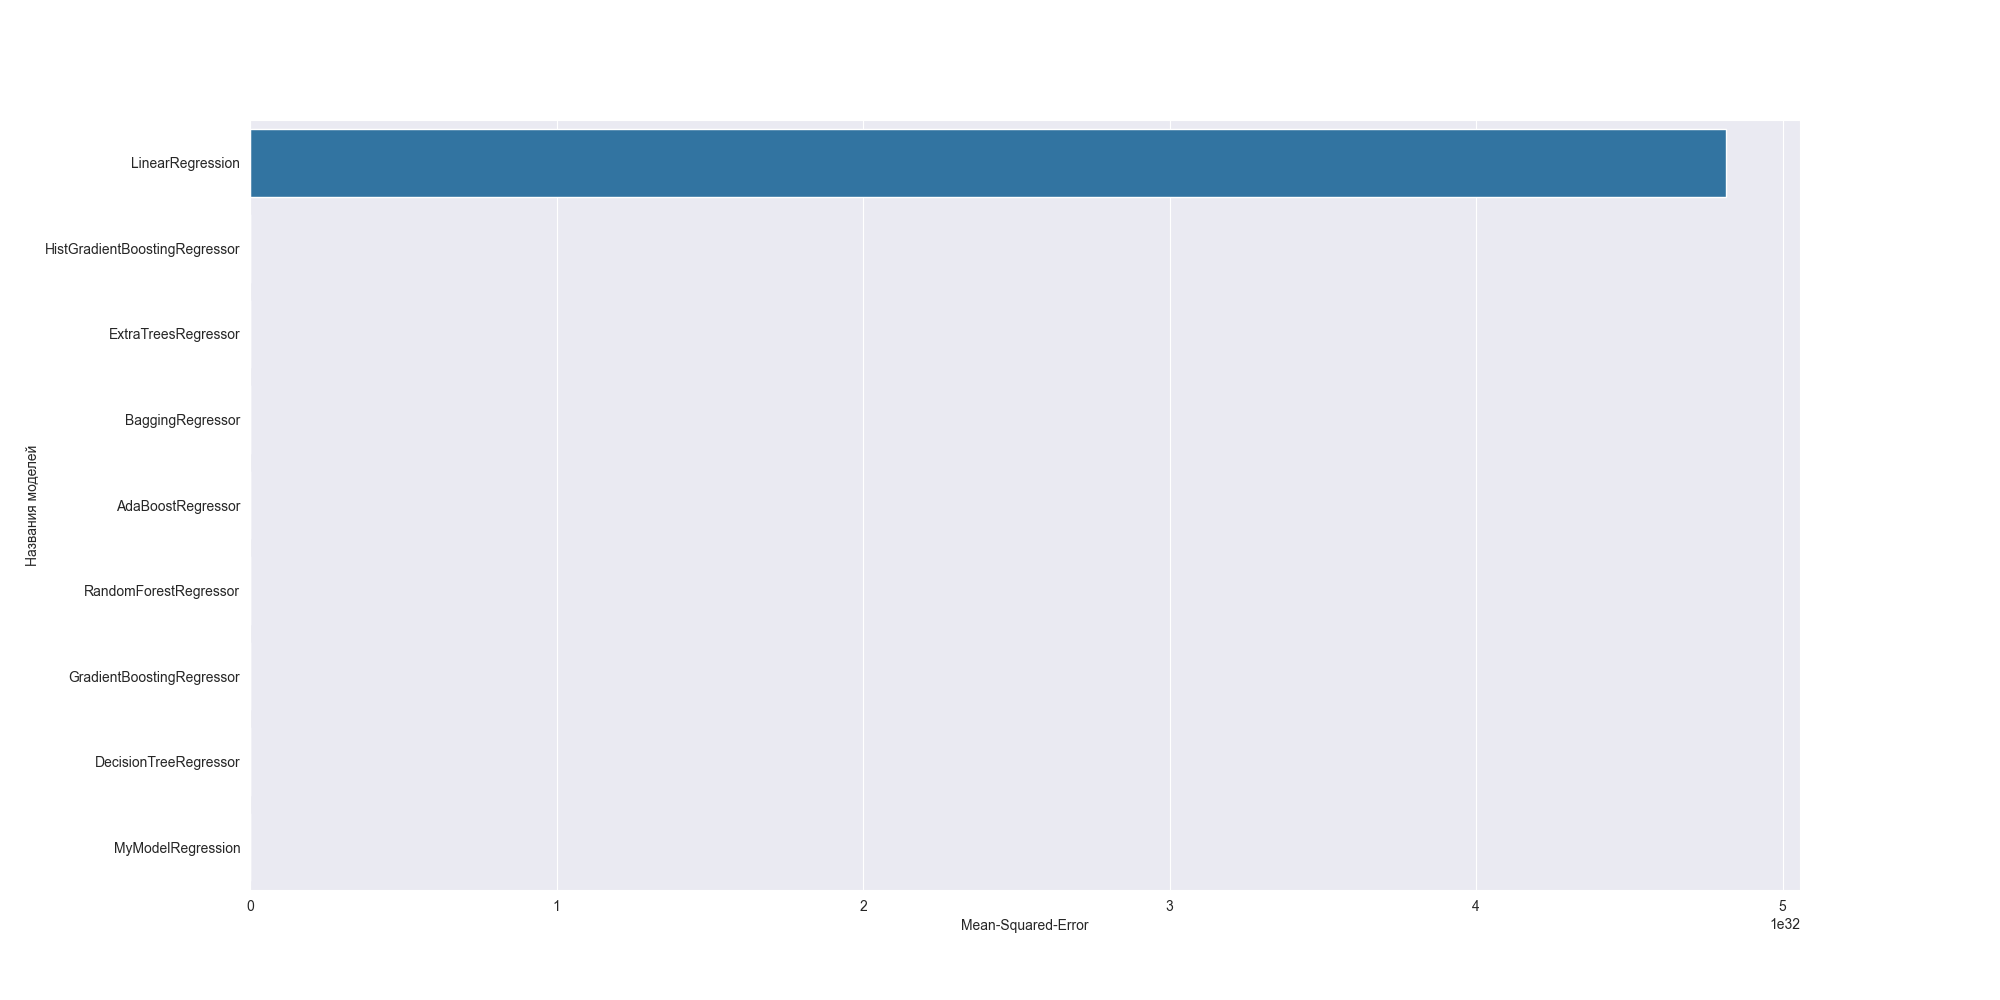 LinearRegression
HistGradientBoostingRegressor
ExtraTreesRegressor
BaggingRegressor
AdaBoostRegressor
RandomForestRegressor
GradientBoostingRegressor
DecisionTreeRegressor
MyModelRegression
Названия моделей
0 1 2 3 4 5
1e32
Mean-Squared-Error